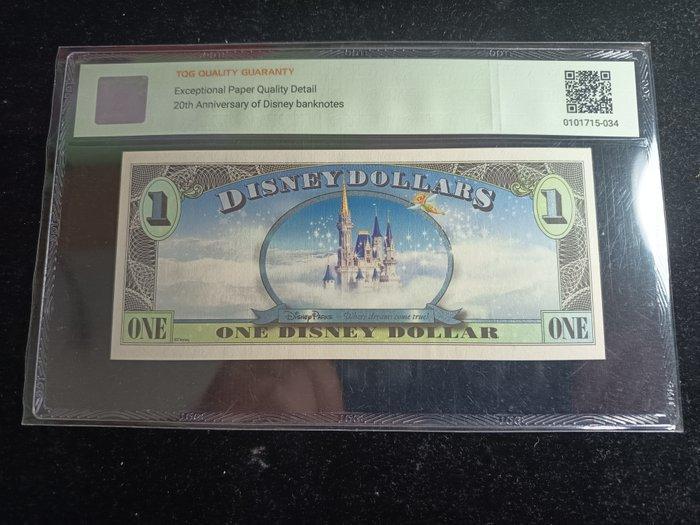 TQG QUALITY GUARANTY
Exceptional Paper Quality Detail
20th Anniversary of Disney banknotes
0101715-034
DISNEY DOLLARS
1 1
Disney Parks Where dreams come true!
ONE ONE DISNEY DOLLAR ONE